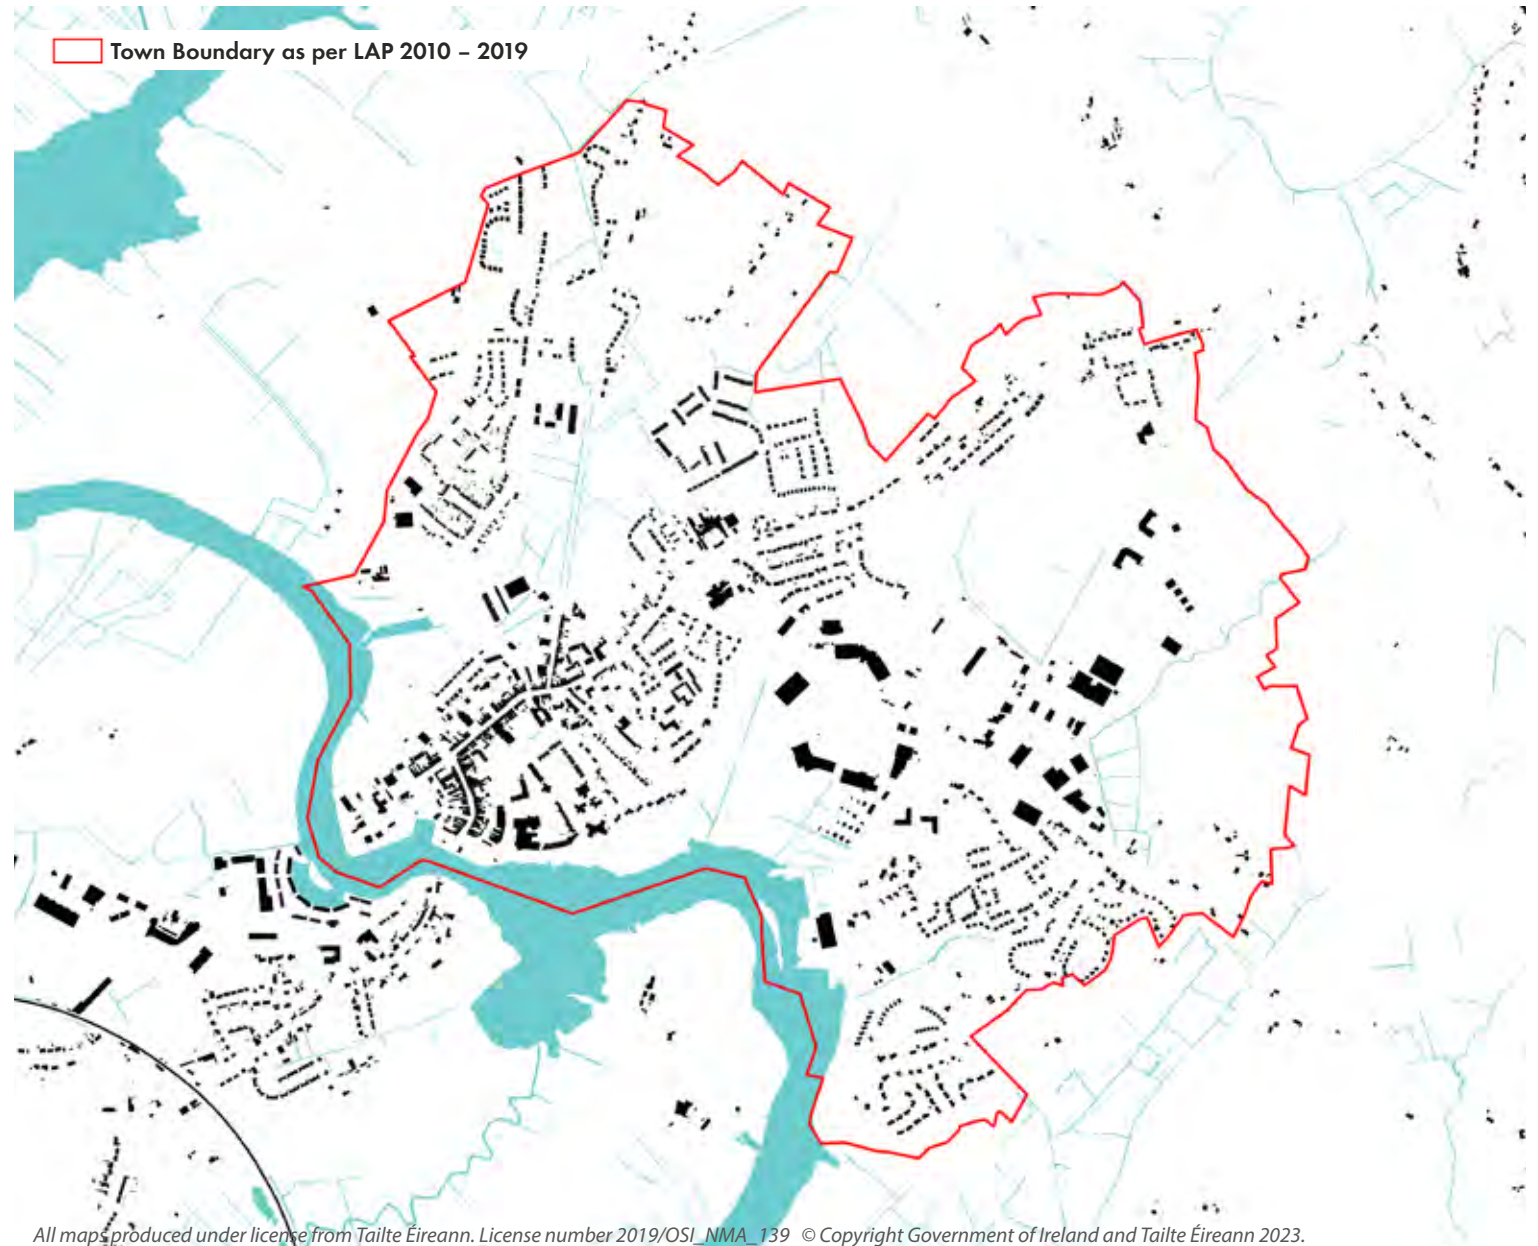 Town Boundary as per LAP 2010 – 2019
All maps produced under license from Tailte Éireann. License number 2019/OSI_NMA_139 © Copyright Government of Ireland and Tailte Éireann 2023.